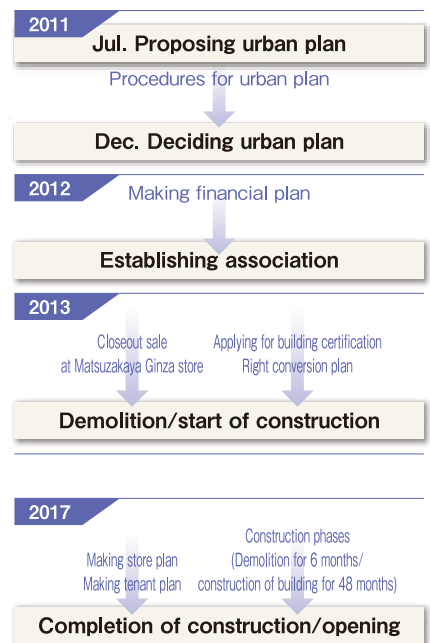 2011
Jul. Proposing urban plan
Procedures for urban plan
Dec. Deciding urban plan
2012
Making financial plan
Establishing association
2013
Closeout sale
at Matsuzakaya Ginza store
Applying for building certification
Right conversion plan
Demolition/start of construction
2017
Making store plan
Making tenant plan
Construction phases
(Demolition for 6 months/
construction of building for 48 months)
Completion of construction/opening